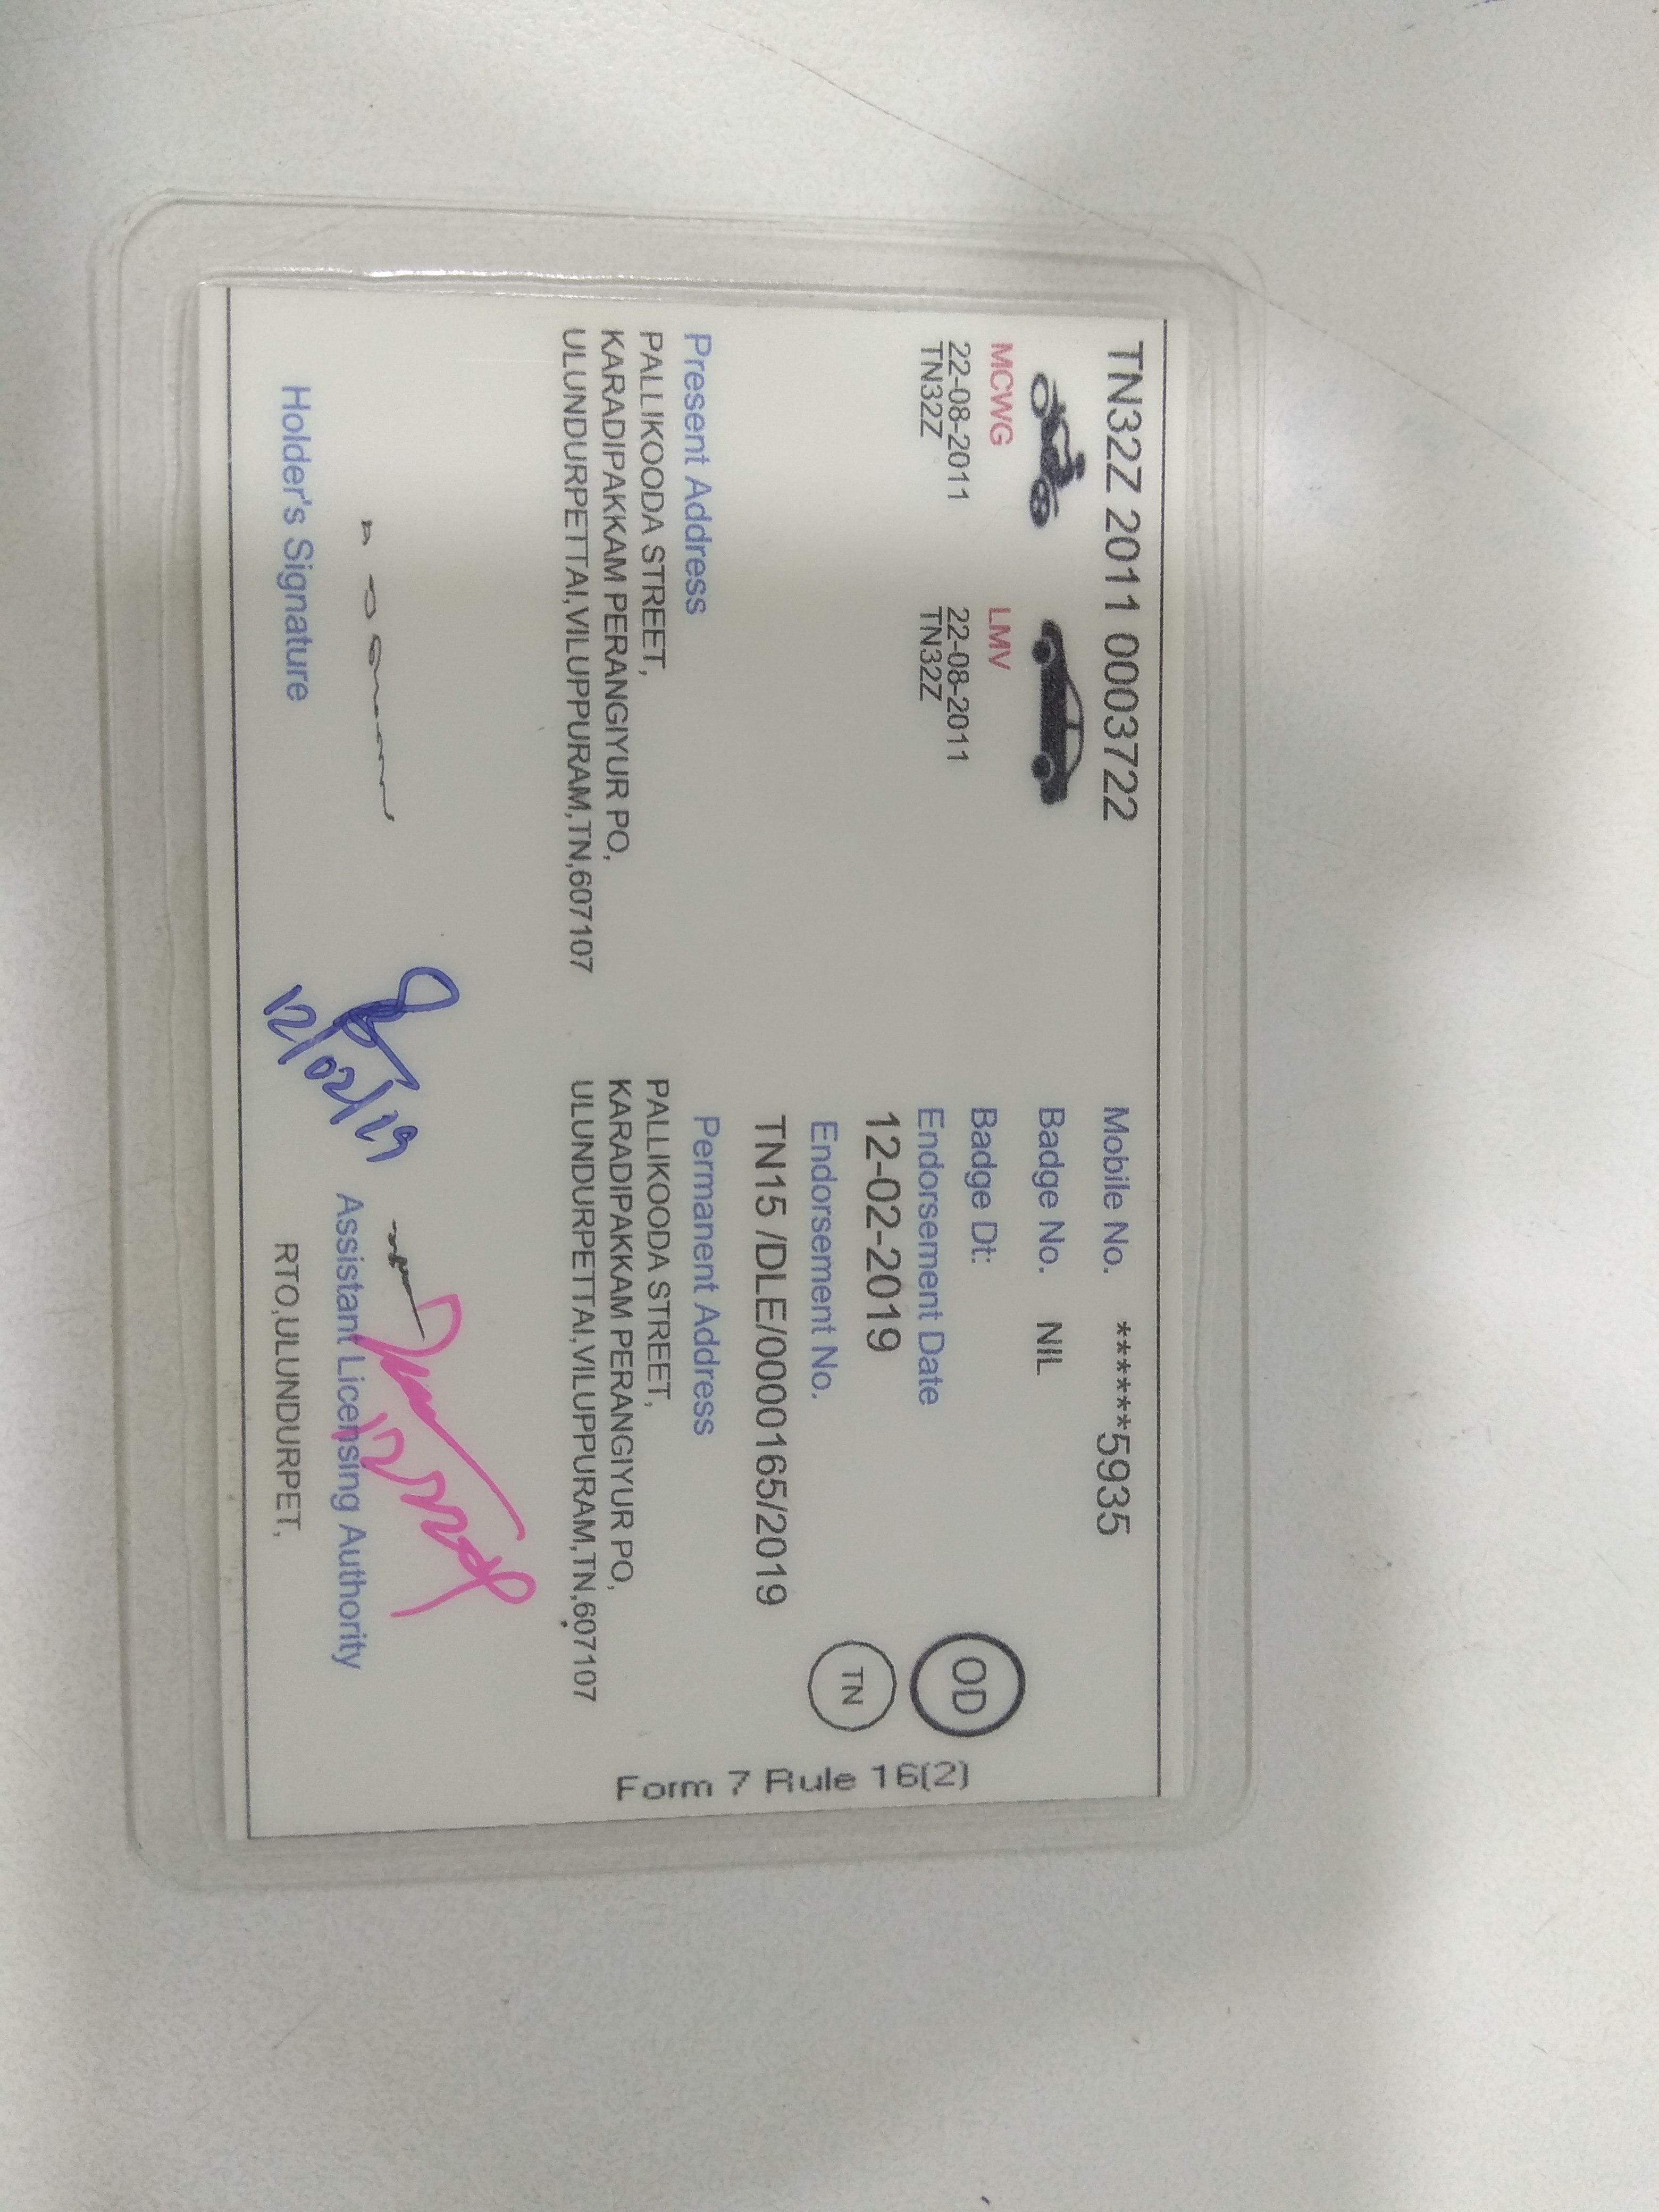 TN32Z 2011 0003722
Mobile No. ******5935
Badge No. NIL
MCWG LMV
Badge Dt:
22-08-2011 22-08-2011
TN32Z TN32Z
Endorsement Date
OD
12-02-2019
Endorsement No.
TN
TN15 /DLE/0000165/2019
Present Address
PALLIKOODA STREET,
KARADIPAKKAM PERANGIYUR PO,
ULUNDURPETTAI,VILUPPURAM,TN,607107
Permanent Address
PALLIKOODA STREET,
KARADIPAKKAM PERANGIYUR PO,
ULUNDURPETTAI,VILUPPURAM,TN,607107
Holder's Signature
12/02/19
Assistant Licensing Authority
RTO,ULUNDURPET,
Form 7 Rule 16(2)